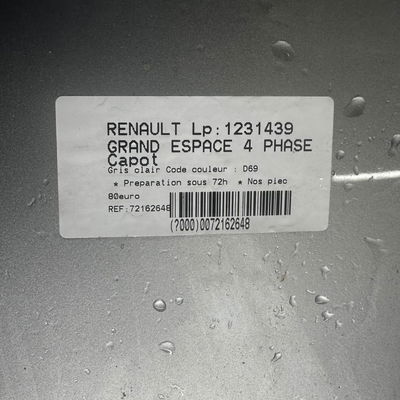 RENAULT Lp:1231439
GRAND ESPACE 4 PHASE
Capot
Gris clair Code couleur : D69
* Preparation sous 72h * Nos piec
80euro
REF:72162648
(?000)0072162648